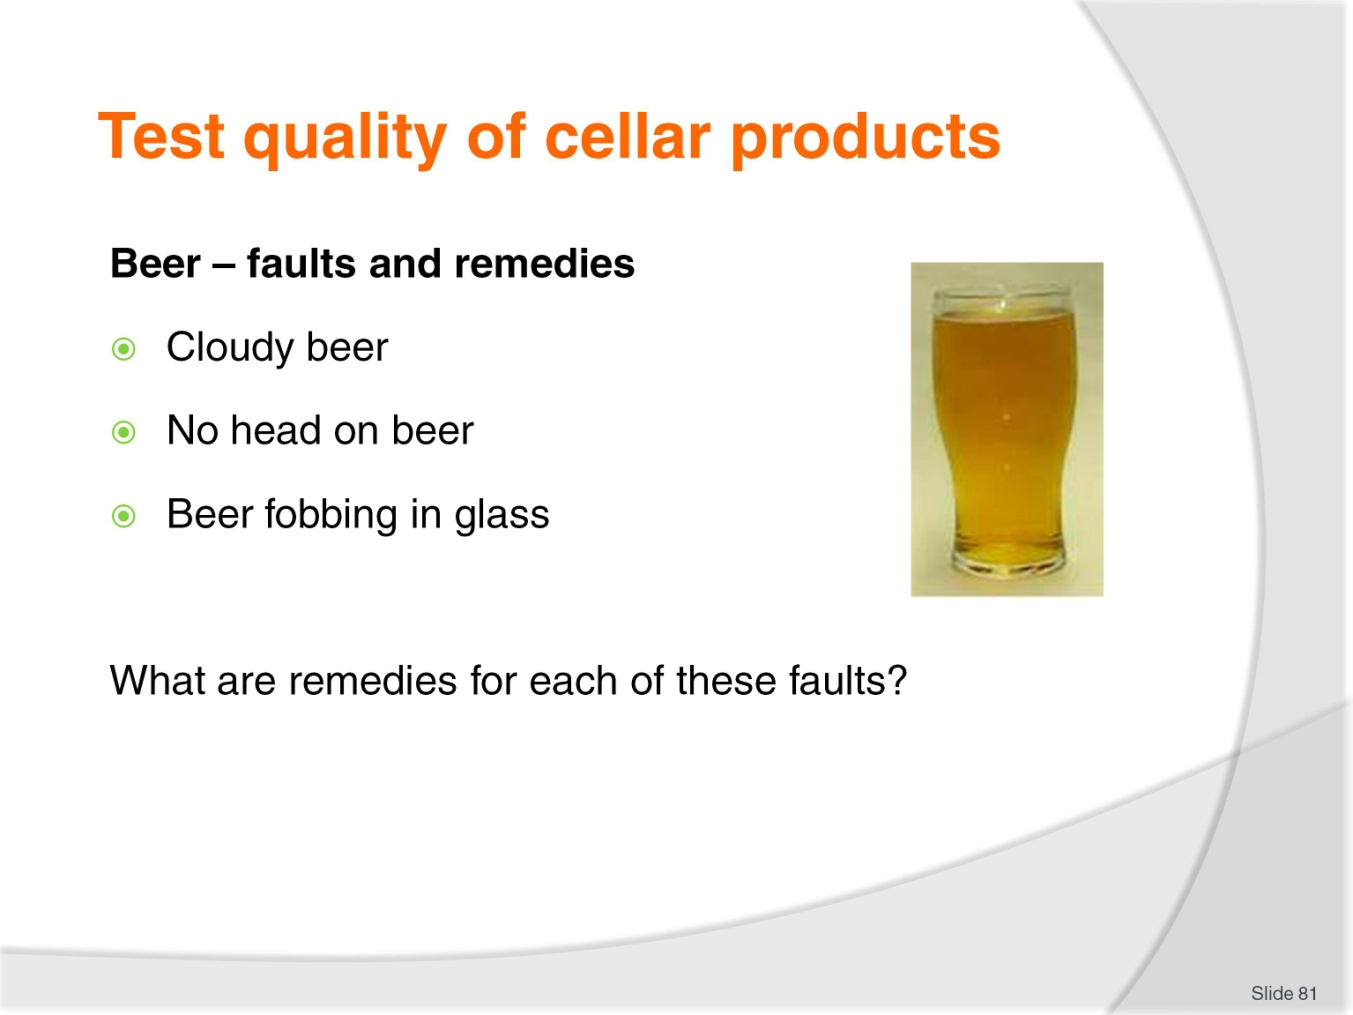 Test quality of cellar products
Beer – faults and remedies
Cloudy beer
No head on beer
Beer fobbing in glass
What are remedies for each of these faults?
Slide 81